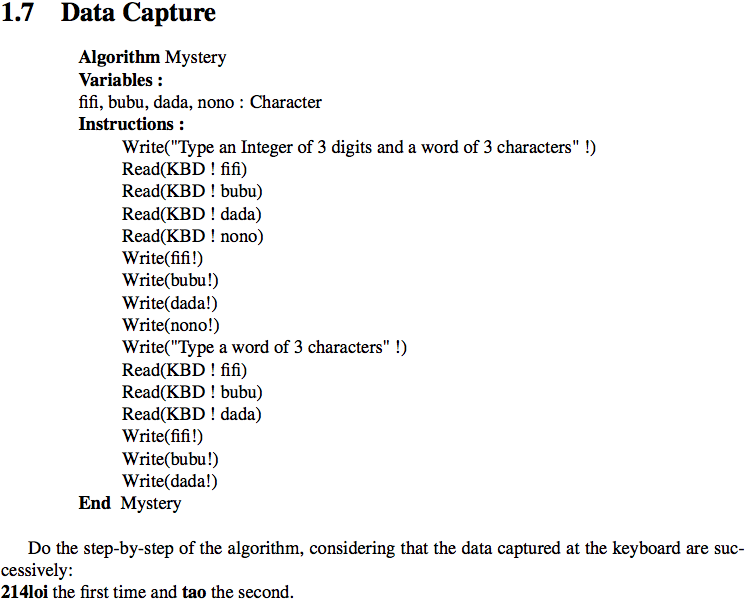 1.7 Data Capture
Algorithm Mystery
Variables :
fifi, bubu, dada, nono : Character
Instructions :
Write("Type an Integer of 3 digits and a word of 3 characters" !)
Read(KBD ! fifi)
Read(KBD ! bubu)
Read(KBD ! dada)
Read(KBD ! nono)
Write(fifi!)
Write(bubu!)
Write(dada!)
Write(nono!)
Write("Type a word of 3 characters" !)
Read(KBD ! fifi)
Read(KBD ! bubu)
Read(KBD ! dada)
Write(fifi!)
Write(bubu!)
Write(dada!)
End Mystery
Do the step-by-step of the algorithm, considering that the data captured at the keyboard are suc-
cessively:
214loi the first time and tao the second.